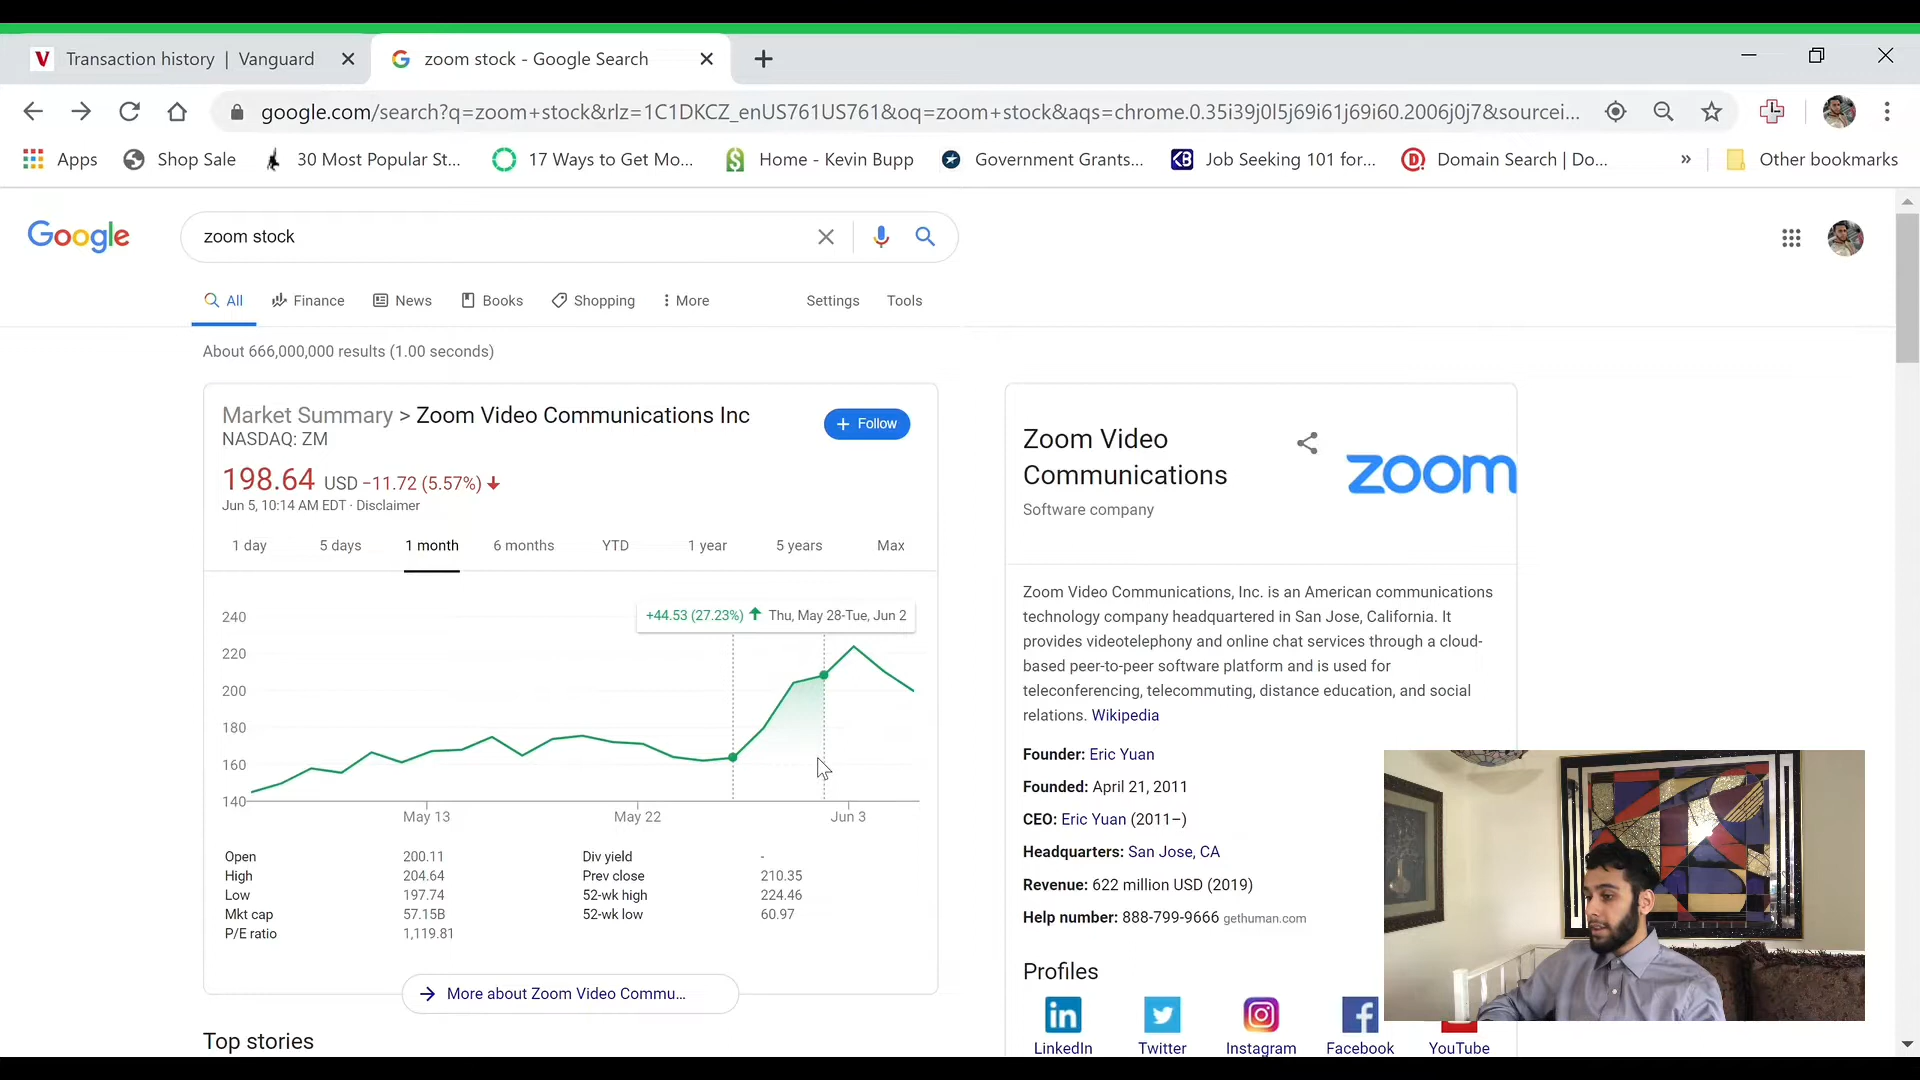 Transaction history | Vanguard
zoom stock - Google Search
google.com/search?q=zoom+stock&rlz=1C1DKCZ_enUS761US761&oq=zoom+stock&aqs=chrome.0.35i39j0l5j69i61j69i60.2006j0j7&sourcei...
Apps
Shop Sale
30 Most Popular St...
17 Ways to Get Mo...
Home - Kevin Bupp
Government Grants...
Job Seeking 101 for...
Domain Search | Do...
»
Other bookmarks
Google
zoom stock
All
Finance
News
Books
Shopping
More
Settings
Tools
About 666,000,000 results (1.00 seconds)
Market Summary > Zoom Video Communications Inc
NASDAQ: ZM
+ Follow
198.64 USD −11.72 (5.57%)
Jun 5, 10:14 AM EDT · Disclaimer
1 day
5 days
1 month
6 months
YTD
1 year
5 years
Max
+44.53 (27.23%) Thu, May 28-Tue, Jun 2
240
220
200
180
160
140
May 13
May 22
Jun 3
Open 200.11
High 204.64
Low 197.74
Mkt cap 57.15B
P/E ratio 1,119.81
Div yield -
Prev close 210.35
52-wk high 224.46
52-wk low 60.97
More about Zoom Video Commu...
Top stories
Zoom Video
Communications
Software company
zoom
Zoom Video Communications, Inc. is an American communications
technology company headquartered in San Jose, California. It
provides videotelephony and online chat services through a cloud-
based peer-to-peer software platform and is used for
teleconferencing, telecommuting, distance education, and social
relations. Wikipedia
Founder: Eric Yuan
Founded: April 21, 2011
CEO: Eric Yuan (2011–)
Headquarters: San Jose, CA
Revenue: 622 million USD (2019)
Help number: 888-799-9666 gethuman.com
Profiles
LinkedIn
Twitter
Instagram
Facebook
YouTube